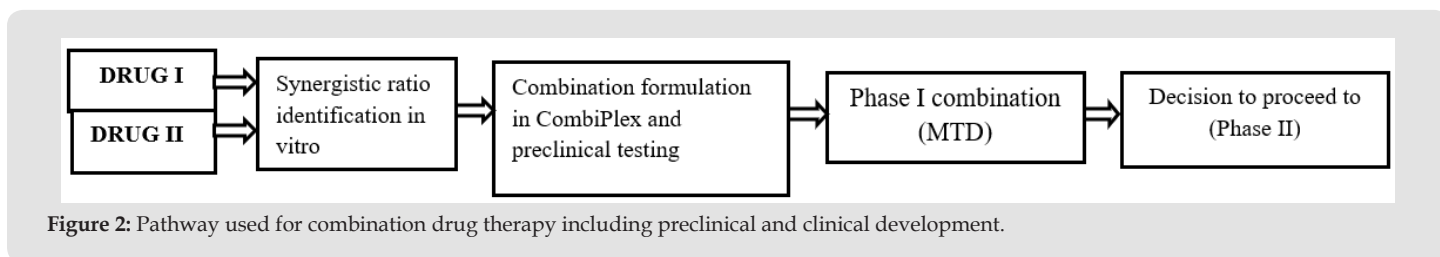 DRUG I
DRUG II
Synergistic ratio
identification in
vitro
Combination formulation
in CombiPlex and
preclinical testing
Phase I combination
(MTD)
Decision to proceed to
(Phase II)
Figure 2: Pathway used for combination drug therapy including preclinical and clinical development.